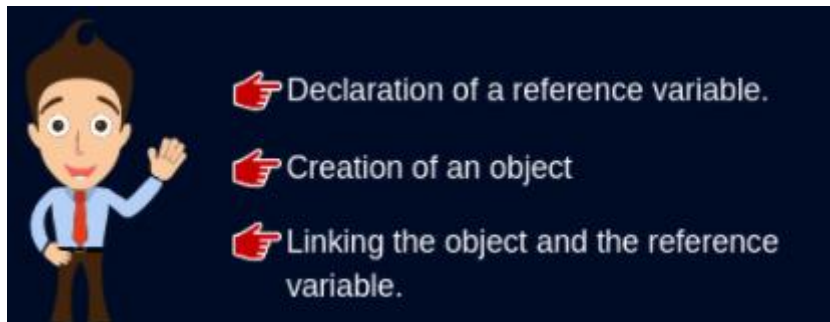 Declaration of a reference variable.
Creation of an object
Linking the object and the reference
variable.